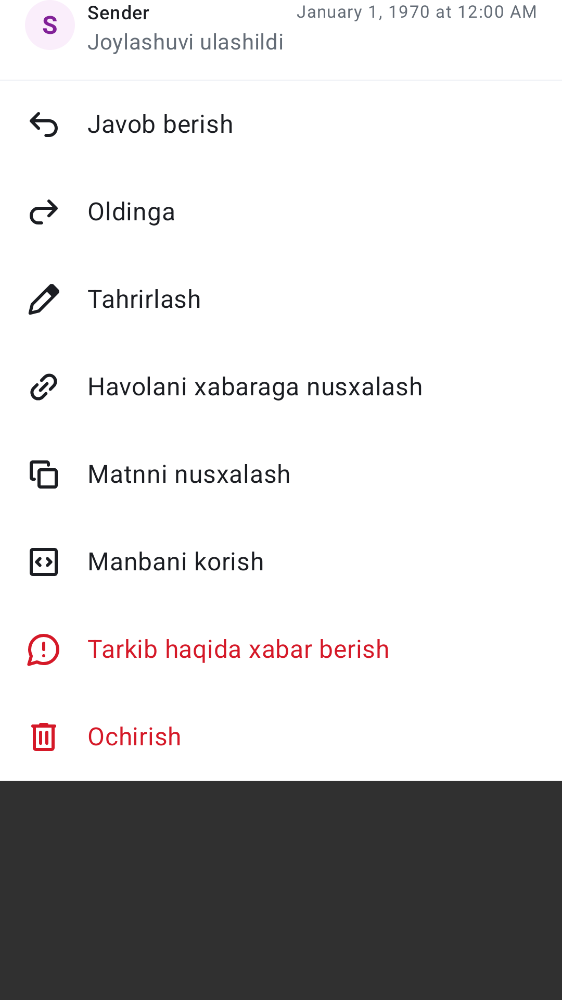 S
Sender
January 1, 1970 at 12:00 AM
Joylashuvi ulashildi
Javob berish
Oldinga
Tahrirlash
Havolani xabaraga nusxalash
Matnni nusxalash
Manbani korish
Tarkib haqida xabar berish
Ochirish